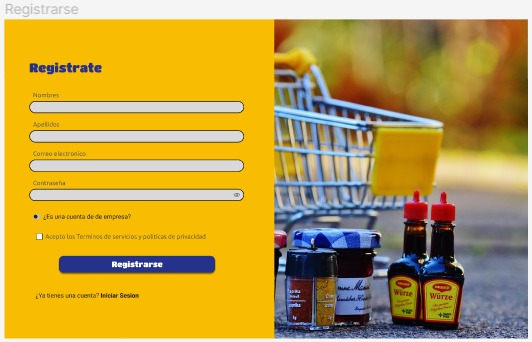 Registrarse
Registrate
Nombres
Apellidos
Correo electronico
Contraseña
¿Es una cuenta de de empresa?
Acepto los Terminos de servicios y politicas de privacidad
Registrarse
¿Ya tienes una cuenta? Iniciar Sesion
Paprika
MAGGI
Würze
MAGGI
Würze